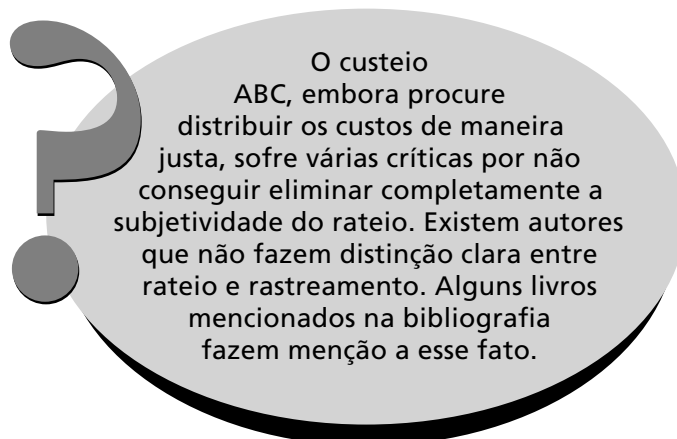 O custeio
ABC, embora procure
distribuir os custos de maneira
justa, sofre várias críticas por não
conseguir eliminar completamente a
subjetividade do rateio. Existem autores
que não fazem distinção clara entre
rateio e rastreamento. Alguns livros
mencionados na bibliografia
fazem menção a esse fato.